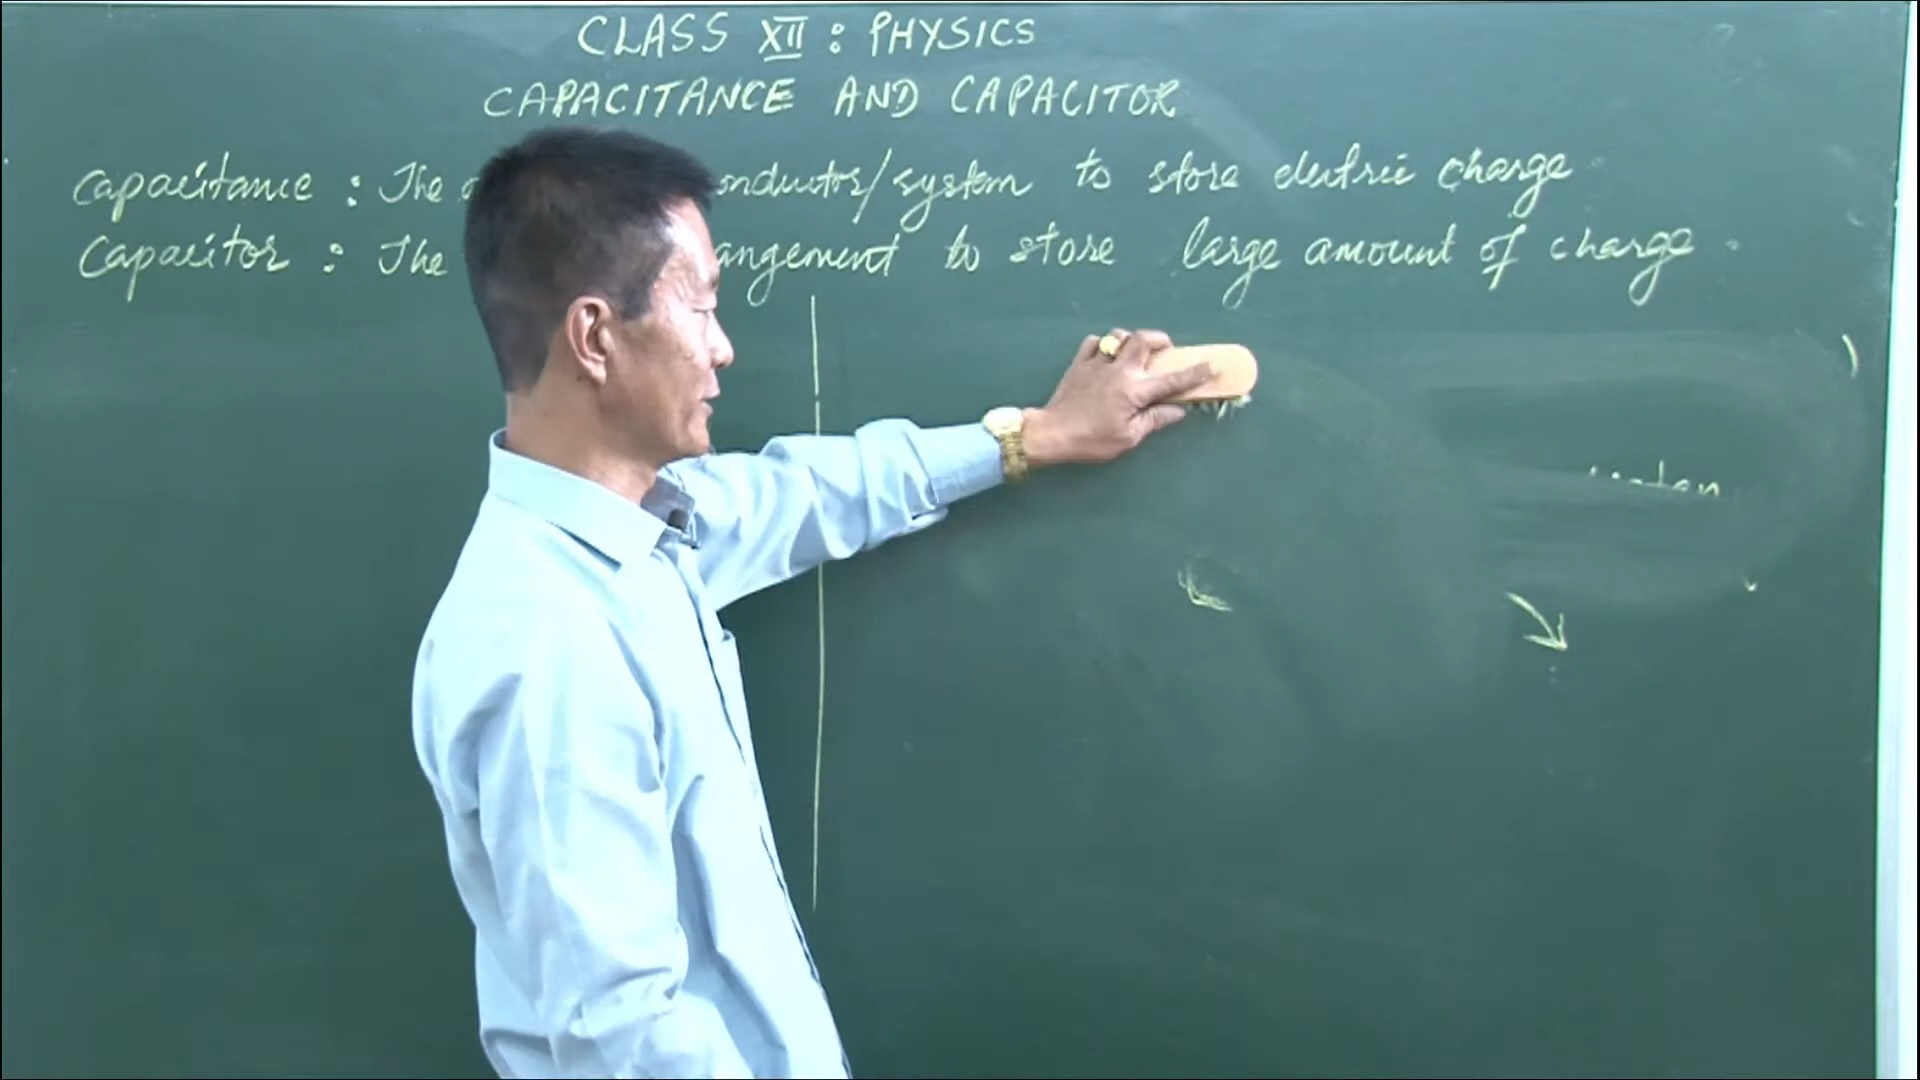 CLASS XII : PHYSICS
CAPACITANCE AND CAPACITOR
Capacitance : The onductor/system to store electric charge
Capacitor : The angement to store large amount of charge.